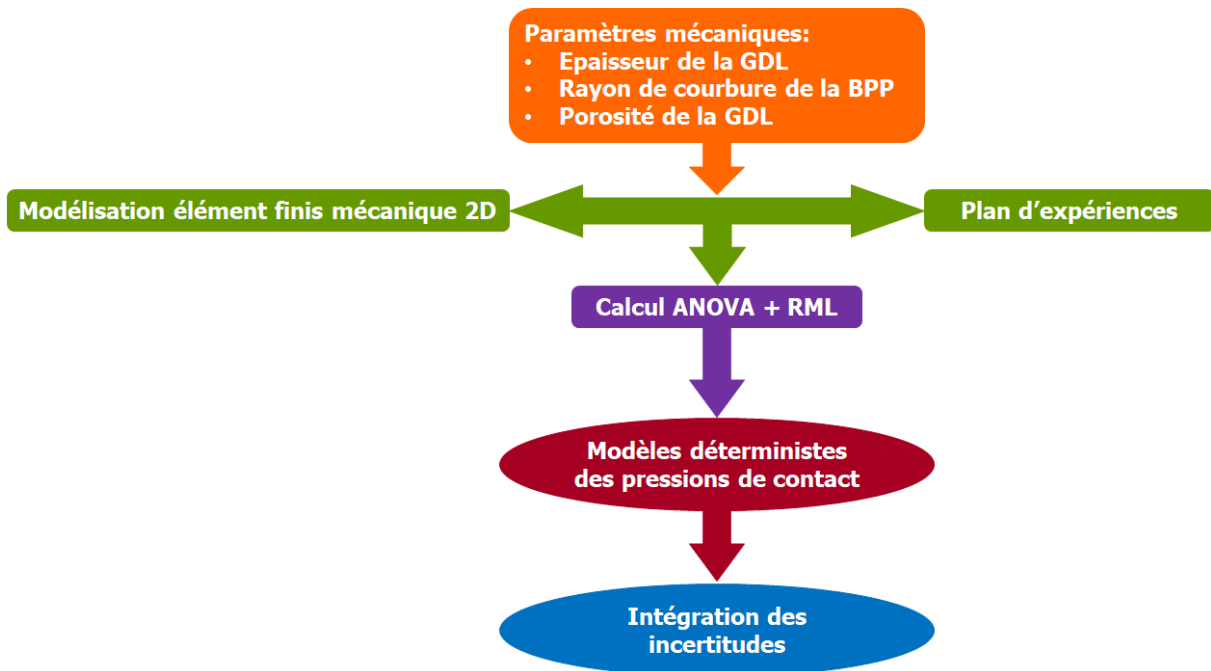 Paramètres mécaniques:
• Epaisseur de la GDL
• Rayon de courbure de la BPP
• Porosité de la GDL
Modélisation élément finis mécanique 2D
Plan d’expériences
Calcul ANOVA + RML
Modèles déterministes
des pressions de contact
Intégration des
incertitudes